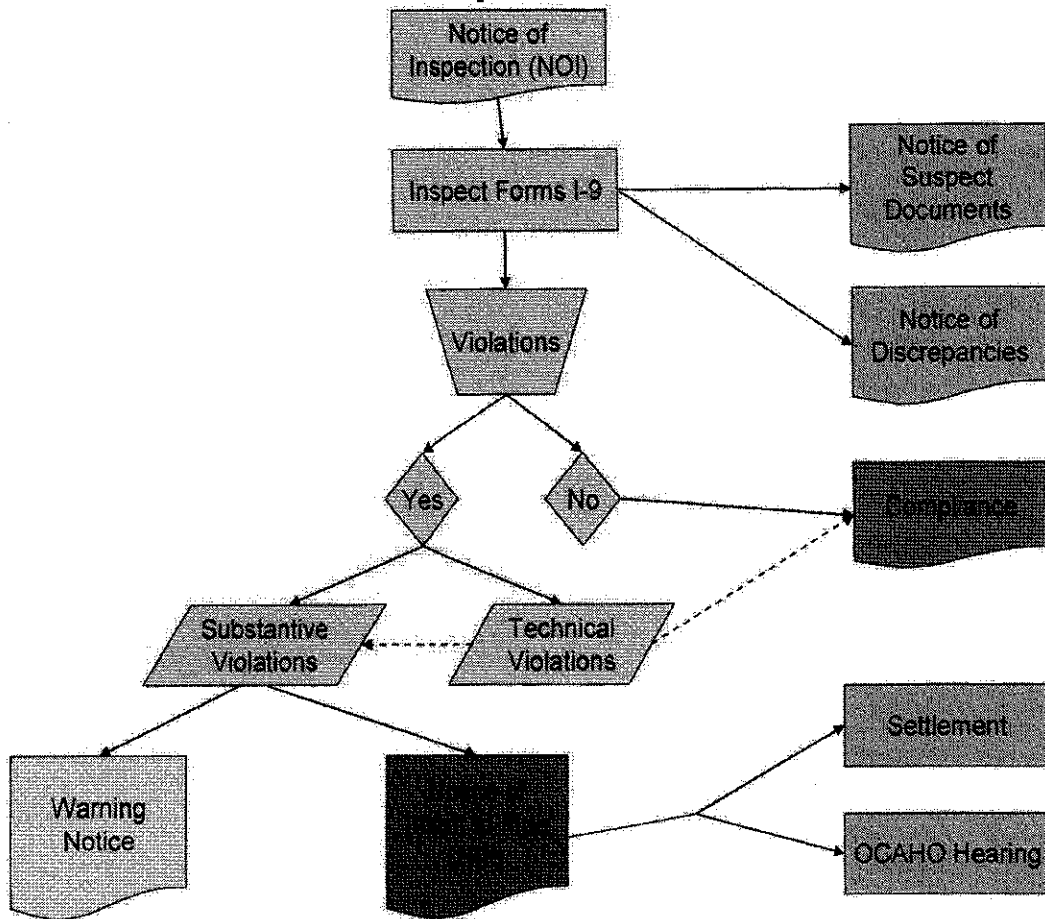 Notice of
Inspection (NOI)
Inspect Forms I-9
Notice of
Suspect
Documents
Violations
Notice of
Discrepancies
Yes
No
Compliance
Substantive
Violations
Technical
Violations
Settlement
Warning
Notice
OCAHO Hearing